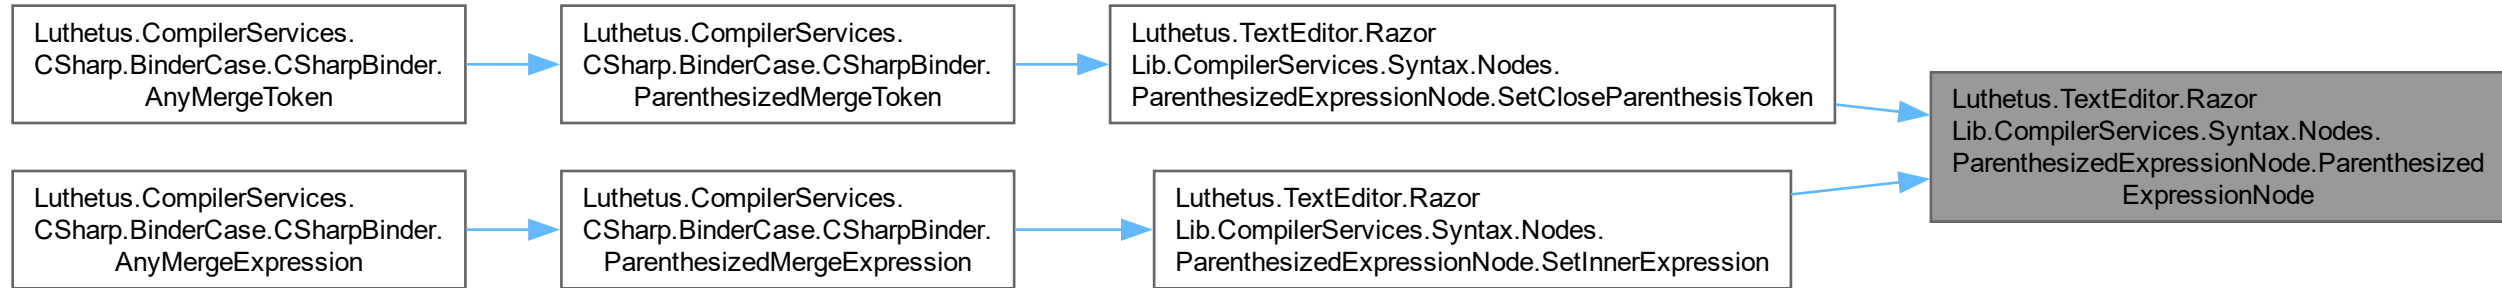 Luthetus.CompilerServices.
CSharp.BinderCase.CSharpBinder.
AnyMergeToken
Luthetus.CompilerServices.
CSharp.BinderCase.CSharpBinder.
ParenthesizedMergeToken
Luthetus.TextEditor.Razor
Lib.CompilerServices.Syntax.Nodes.
ParenthesizedExpressionNode.SetCloseParenthesisToken
Luthetus.TextEditor.Razor
Lib.CompilerServices.Syntax.Nodes.
ParenthesizedExpressionNode.Parenthesized
ExpressionNode
Luthetus.CompilerServices.
CSharp.BinderCase.CSharpBinder.
AnyMergeExpression
Luthetus.CompilerServices.
CSharp.BinderCase.CSharpBinder.
ParenthesizedMergeExpression
Luthetus.TextEditor.Razor
Lib.CompilerServices.Syntax.Nodes.
ParenthesizedExpressionNode.SetInnerExpression